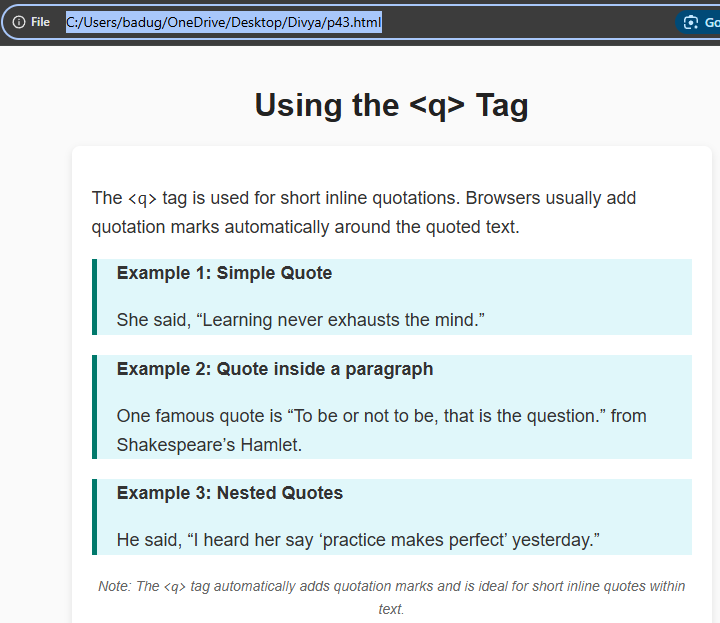 File C:/Users/badug/OneDrive/Desktop/Divya/p43.html Go
Using the <q> Tag
The <q> tag is used for short inline quotations. Browsers usually add
quotation marks automatically around the quoted text.
Example 1: Simple Quote
She said, “Learning never exhausts the mind.”
Example 2: Quote inside a paragraph
One famous quote is “To be or not to be, that is the question.” from
Shakespeare’s Hamlet.
Example 3: Nested Quotes
He said, “I heard her say ‘practice makes perfect’ yesterday.”
Note: The <q> tag automatically adds quotation marks and is ideal for short inline quotes within
text.